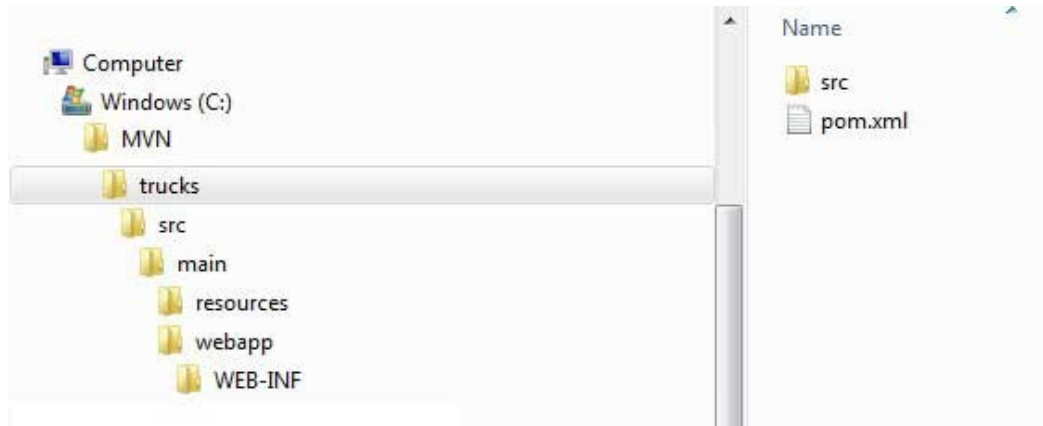 Computer
Windows (C:)
MVN
trucks
src
main
resources
webapp
WEB-INF
Name
src
pom.xml